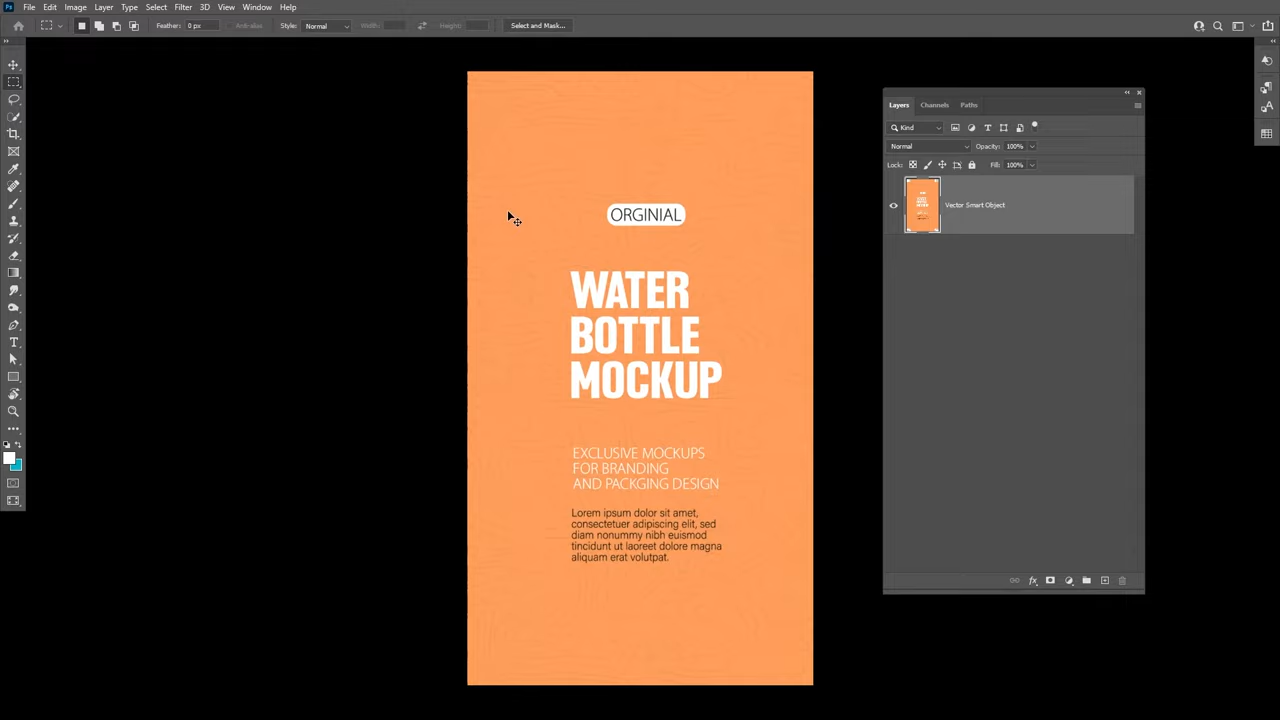 Ps File Edit Image Layer Type Select Filter 3D View Window Help
Feather: 0 px Anti-alias Style: Normal Width: Height: Select and Mask...
Layers Channels Paths
Kind
Normal Opacity: 100%
Lock: Fill: 100%
Vector Smart Object
ORGINIAL
WATER
BOTTLE
MOCKUP
EXCLUSIVE MOCKUPS
FOR BRANDING
AND PACKGING DESIGN
Lorem ipsum dolor sit amet,
consectetuer adipiscing elit, sed
diam nonummy nibh euismod
tincidunt ut laoreet dolore magna
aliquam erat volutpat.
fx